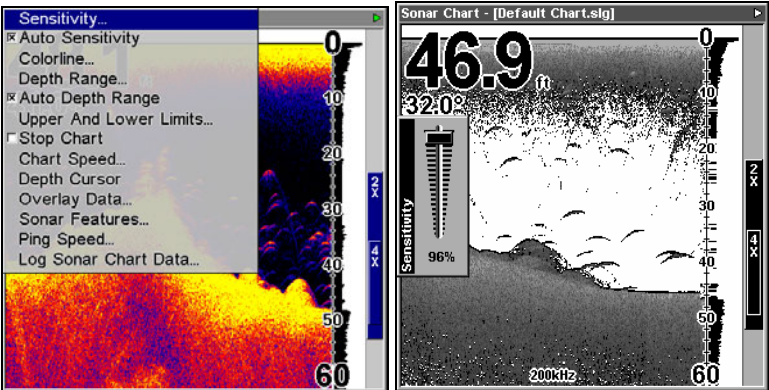 Sensitivity...
Auto Sensitivity
Colorline...
Depth Range...
Auto Depth Range
Upper And Lower Limits...
Stop Chart
Chart Speed...
Depth Cursor
Overlay Data...
Sonar Features...
Ping Speed...
Log Sonar Chart Data...
0
10
20
30
40
50
60
2X
4X
Sonar Chart - [Default Chart.slg]
46.9 ft
32.0°
Sensitivity
96%
0
10
20
30
40
50
60
200kHz
2X
4X